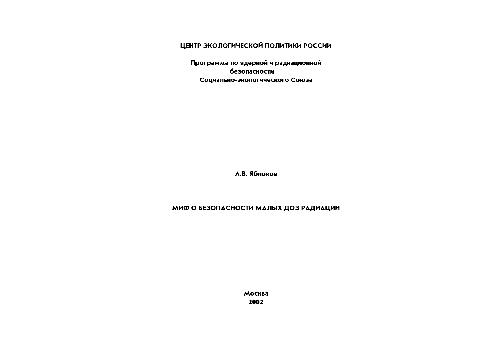 ЦЕНТР ЭКОЛОГИЧЕСКОЙ ПОЛИТИКИ РОССИИ
Программа по ядерной и радиационной
безопасности
Социально-экологического Союза
А.В. Яблоков
МИФ О БЕЗОПАСНОСТИ МАЛЫХ ДОЗ РАДИАЦИИ
Москва
2002